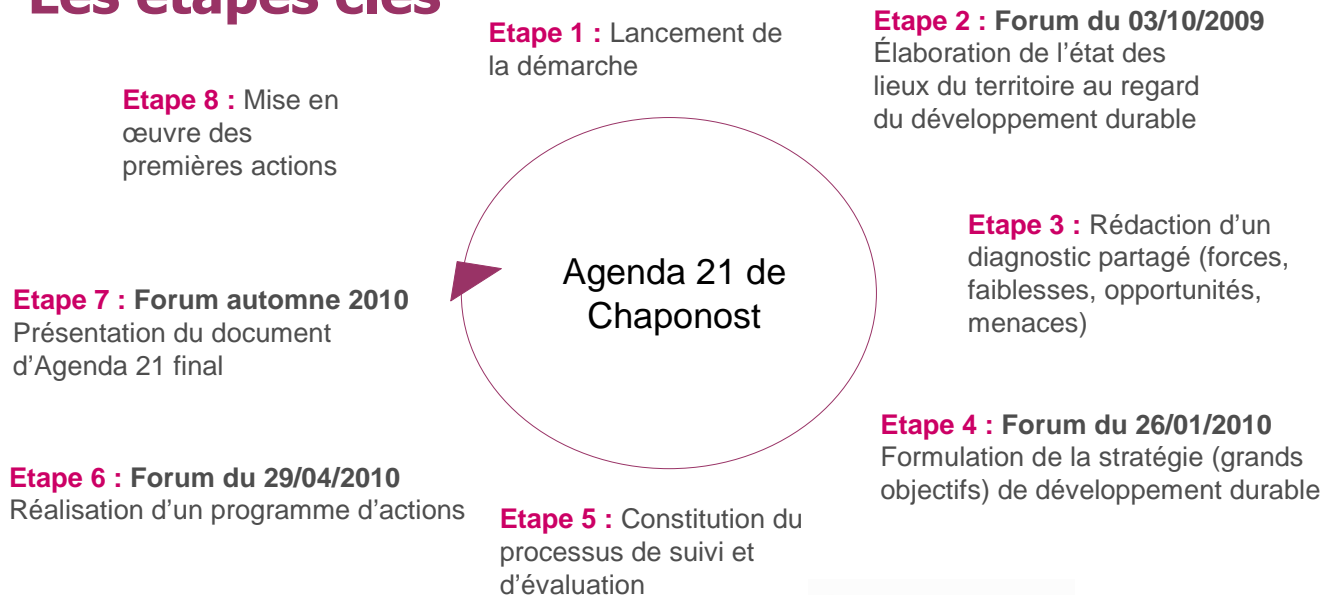 Les étapes clés
Etape 1 : Lancement de
la démarche
Etape 2 : Forum du 03/10/2009
Élaboration de l’état des
lieux du territoire au regard
du développement durable
Etape 3 : Rédaction d’un
diagnostic partagé (forces,
faiblesses, opportunités,
menaces)
Etape 4 : Forum du 26/01/2010
Formulation de la stratégie (grands
objectifs) de développement durable
Etape 5 : Constitution du
processus de suivi et
d’évaluation
Etape 6 : Forum du 29/04/2010
Réalisation d’un programme d’actions
Etape 7 : Forum automne 2010
Présentation du document
d’Agenda 21 final
Etape 8 : Mise en
œuvre des
premières actions
Agenda 21 de
Chaponost